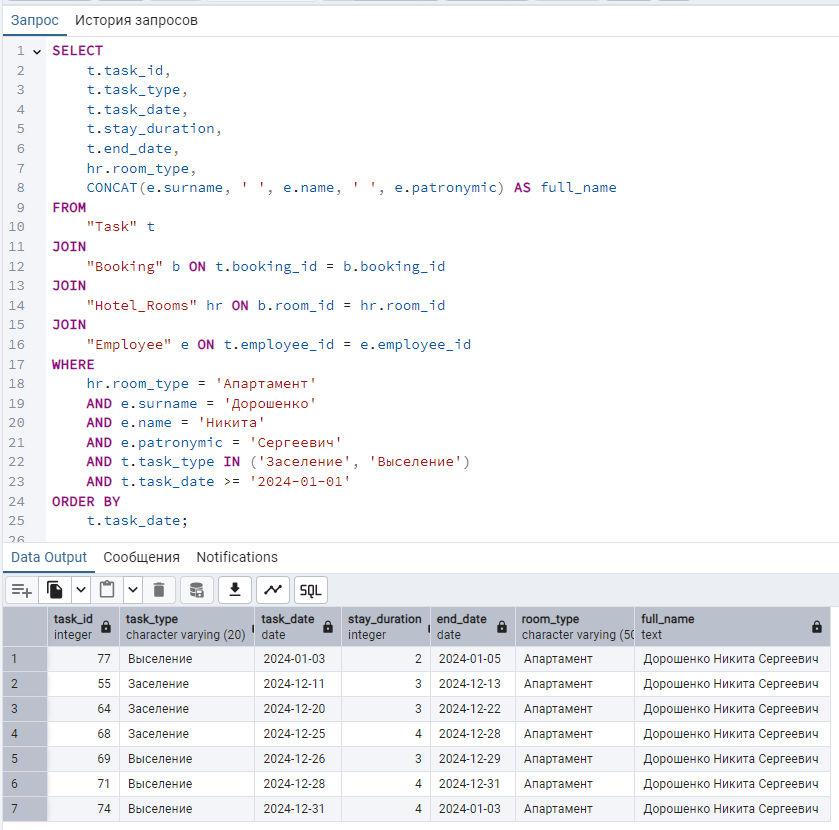 Запрос История запросов
1 SELECT
2 t.task_id,
3 t.task_type,
4 t.task_date,
5 t.stay_duration,
6 t.end_date,
7 hr.room_type,
8 CONCAT(e.surname, ' ', e.name, ' ', e.patronymic) AS full_name
9 FROM
10 "Task" t
11 JOIN
12 "Booking" b ON t.booking_id = b.booking_id
13 JOIN
14 "Hotel_Rooms" hr ON b.room_id = hr.room_id
15 JOIN
16 "Employee" e ON t.employee_id = e.employee_id
17 WHERE
18 hr.room_type = 'Апартамент'
19 AND e.surname = 'Дорошенко'
20 AND e.name = 'Никита'
21 AND e.patronymic = 'Сергеевич'
22 AND t.task_type IN ('Заселение', 'Выселение')
23 AND t.task_date >= '2024-01-01'
24 ORDER BY
25 t.task_date;
26
Data Output Сообщения Notifications
SQL
task_id task_type task_date stay_duration end_date room_type full_name
integer character varying (20) date integer date character varying (50 text
1 77 Выселение 2024-01-03 2 2024-01-05 Апартамент Дорошенко Никита Сергеевич
2 55 Заселение 2024-12-11 3 2024-12-13 Апартамент Дорошенко Никита Сергеевич
3 64 Заселение 2024-12-20 3 2024-12-22 Апартамент Дорошенко Никита Сергеевич
4 68 Заселение 2024-12-25 4 2024-12-28 Апартамент Дорошенко Никита Сергеевич
5 69 Выселение 2024-12-26 3 2024-12-29 Апартамент Дорошенко Никита Сергеевич
6 71 Выселение 2024-12-28 4 2024-12-31 Апартамент Дорошенко Никита Сергеевич
7 74 Выселение 2024-12-31 4 2024-01-03 Апартамент Дорошенко Никита Сергеевич